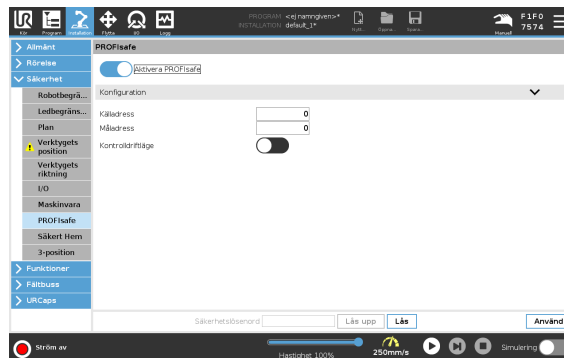 PROGRAM <ej namngiven>*
INSTALLATION default_1*
F1F0
7574
Kör Program Installation Flytta I/O Logg Nytt... Öppna... Spara... Manuell
Allmänt
Rörelse
Säkerhet
Robotbegrä...
Ledbegräns...
Plan
Verktygets
position
Verktygets
riktning
I/O
Maskinvara
PROFIsafe
Säkert Hem
3-position
Funktioner
Fältbuss
URCaps
PROFIsafe
Aktivera PROFIsafe
Konfiguration
Källadress 0
Måladress 0
Kontrolldriftläge
Säkerhetslösenord Lås upp Lås Använd
Ström av
Hastighet 100%
250mm/s
Simulering